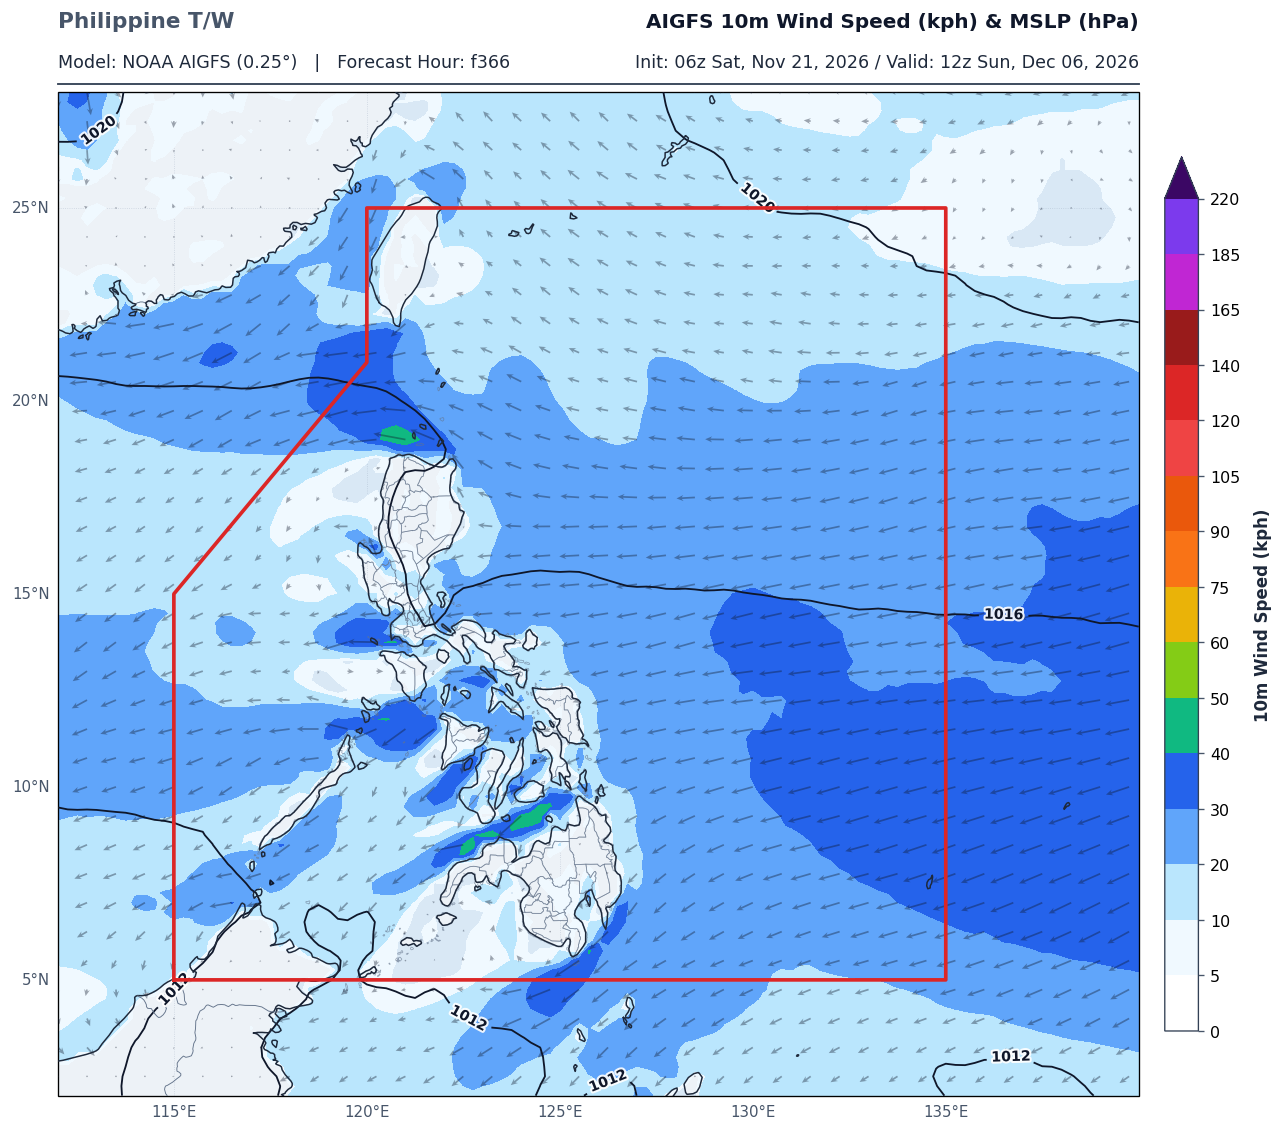 Philippine T/W
AIGFS 10m Wind Speed (kph) & MSLP (hPa)
Model: NOAA AIGFS (0.25°)   |   Forecast Hour: f366
Init: 06z Sat, Nov 21, 2026 / Valid: 12z Sun, Dec 06, 2026
1020
1020
1016
1012
1012
1012
1012
25°N
20°N
15°N
10°N
5°N
115°E
120°E
125°E
130°E
135°E
220
185
165
140
120
105
90
75
60
50
40
30
20
10
5
0
10m Wind Speed (kph)